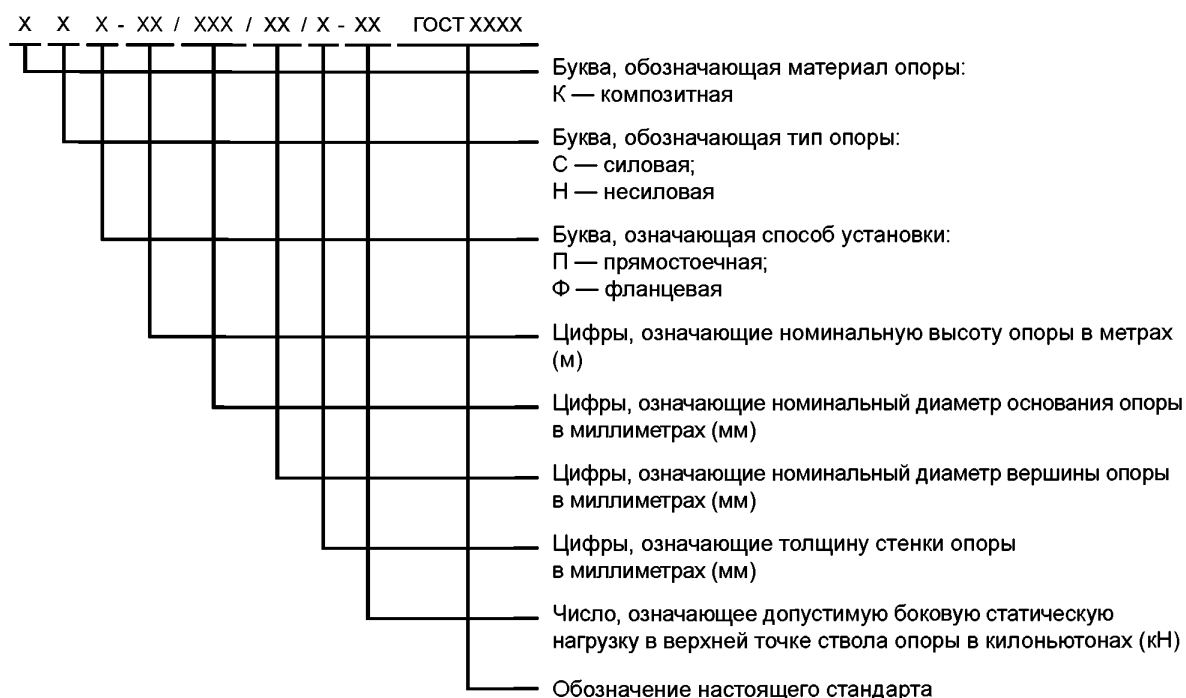 Х Х Х - ХХ / ХХХ / ХХ / Х - ХХ ГОСТ ХХХХ
Буква, обозначающая материал опоры:
К — композитная
Буква, обозначающая тип опоры:
С — силовая;
Н — несиловая
Буква, означающая способ установки:
П — прямостоечная;
Ф — фланцевая
Цифры, означающие номинальную высоту опоры в метрах
(м)
Цифры, означающие номинальный диаметр основания опоры
в миллиметрах (мм)
Цифры, означающие номинальный диаметр вершины опоры
в миллиметрах (мм)
Цифры, означающие толщину стенки опоры
в миллиметрах (мм)
Число, означающее допустимую боковую статическую
нагрузку в верхней точке ствола опоры в килоньютонах (кН)
Обозначение настоящего стандарта